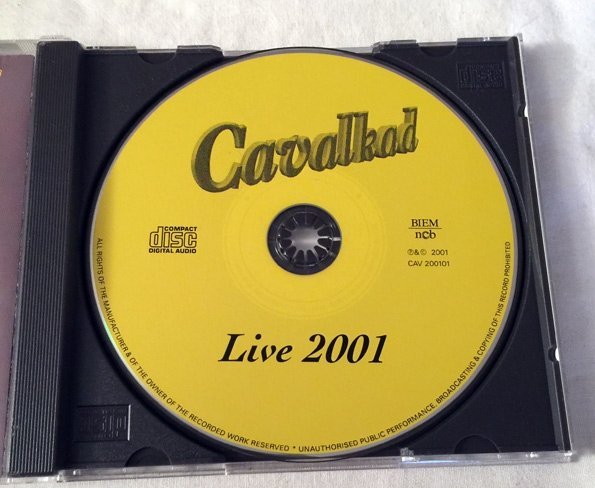 Cavalkad
COMPACT
disc
DIGITAL AUDIO
BIEM
ncb
℗&© 2001
CAV 200101
Live 2001
ALL RIGHTS OF THE MANUFACTURER & OF THE OWNER OF THE RECORDED WORK RESERVED * UNAUTHORISED PUBLIC PERFORMANCE, BROADCASTING & COPYING OF THIS RECORD PROHIBITED